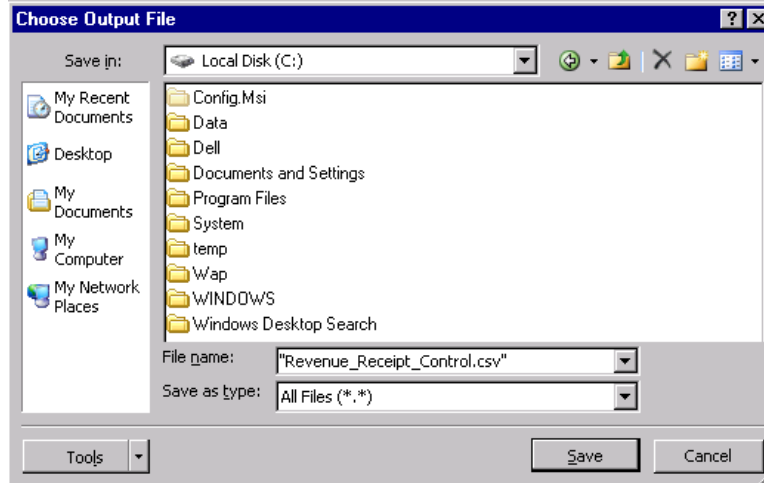 Choose Output File
Save in:
Local Disk (C:)
My Recent
Documents
Desktop
My
Documents
My
Computer
My Network
Places
Config.Msi
Data
Dell
Documents and Settings
Program Files
System
temp
Wap
WINDOWS
Windows Desktop Search
File name:
"Revenue_Receipt_Control.csv"
Save as type:
All Files (*.*)
Tools
Save
Cancel